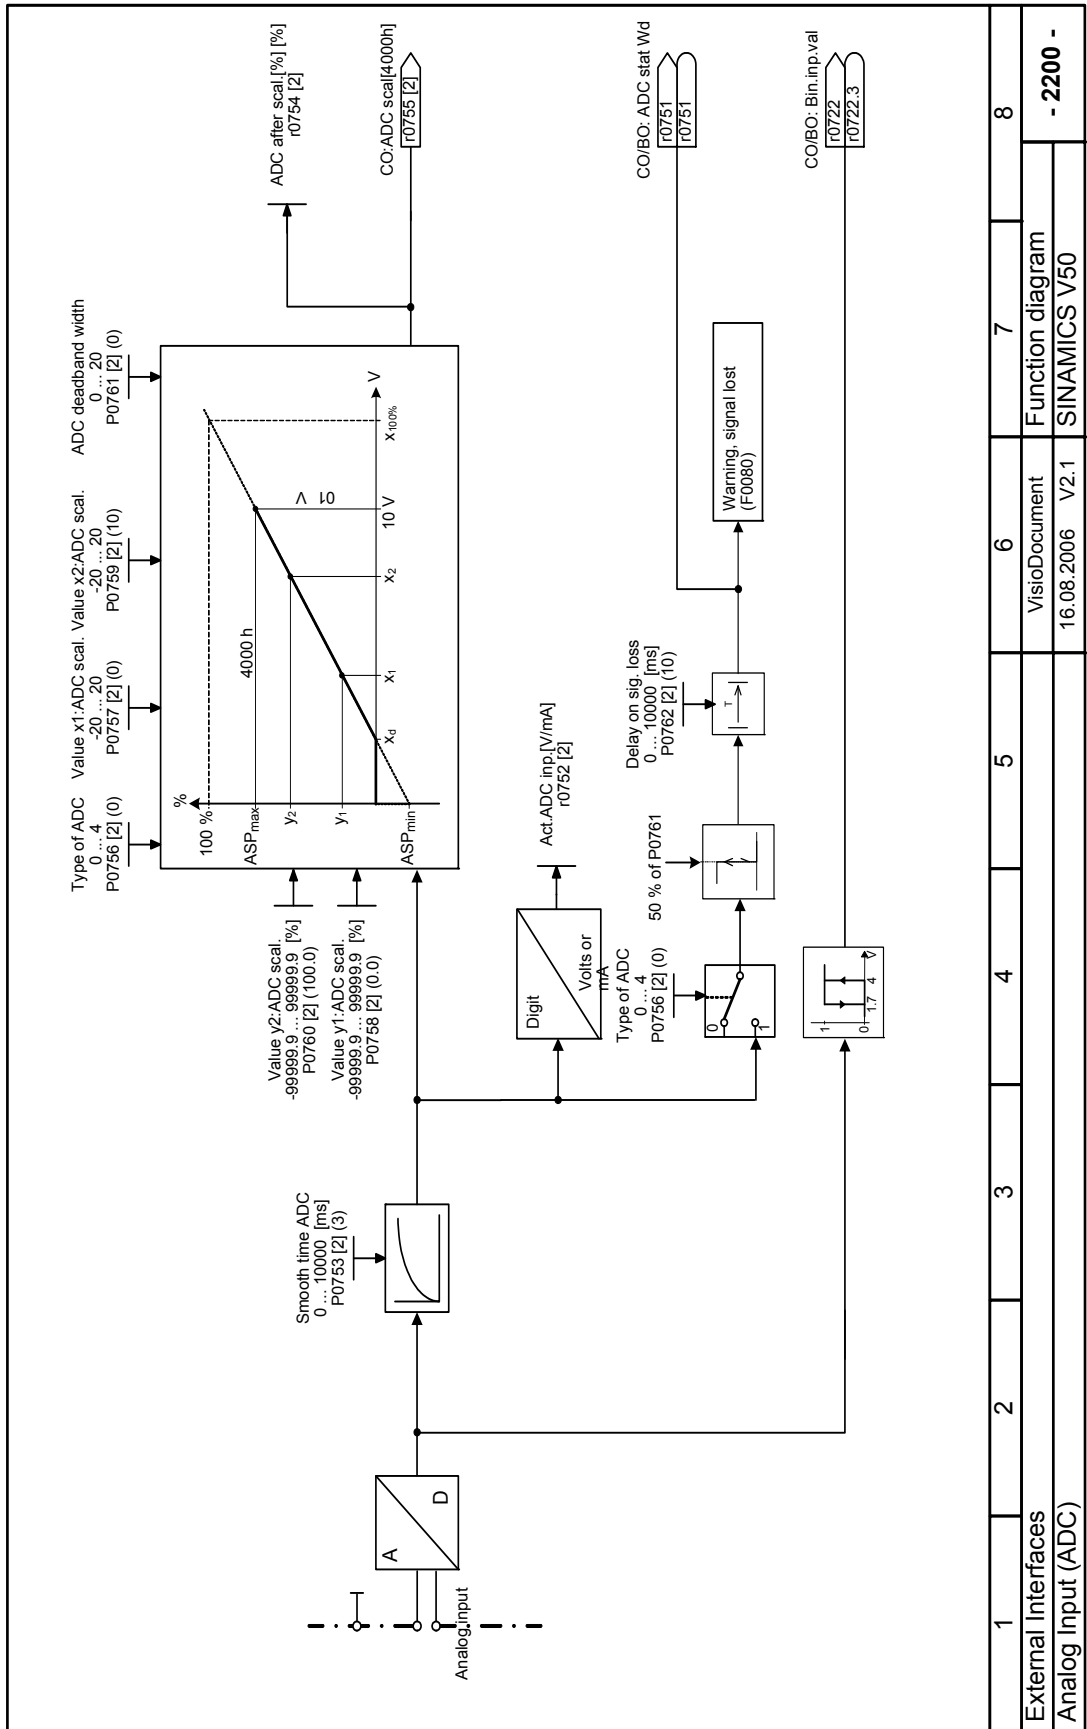 Analog input
A
D
Smooth time ADC
0 ... 10000 [ms]
P0753 [2] (3)
Type of ADC
0 ... 4
P0756 [2] (0)
Value x1:ADC scal.
-20 ... 20
P0757 [2] (0)
Value x2:ADC scal.
-20 ... 20
P0759 [2] (10)
ADC deadband width
0 ... 20
P0761 [2] (0)
Value y2:ADC scal.
-99999.9 ... 99999.9 [%]
P0760 [2] (100.0)
Value y1:ADC scal.
-99999.9 ... 99999.9 [%]
P0758 [2] (0.0)
%
100 %
ASPmax
y2
y1
ASPmin
4000 h
10 V
xd
x1
x2
10 V
x100%
V
ADC after scal.[%] [%]
r0754 [2]
CO:ADC scal[4000h]
r0755 [2]
Digit
Volts or
mA
Act.ADC inp.[V/mA]
r0752 [2]
Type of ADC
0 ... 4
P0756 [2] (0)
0
1
50 % of P0761
Delay on sig. loss
0 ... 10000 [ms]
P0762 [2] (10)
T
Warning, signal lost
(F0080)
CO/BO: ADC stat Wd
r0751
r0751
1
0
1.7
4
V
CO/BO: Bin.inp.val
r0722
r0722.3
1
2
3
4
5
6
7
8
External Interfaces
VisioDocument
Function diagram
- 2200 -
Analog Input (ADC)
16.08.2006 V2.1
SINAMICS V50